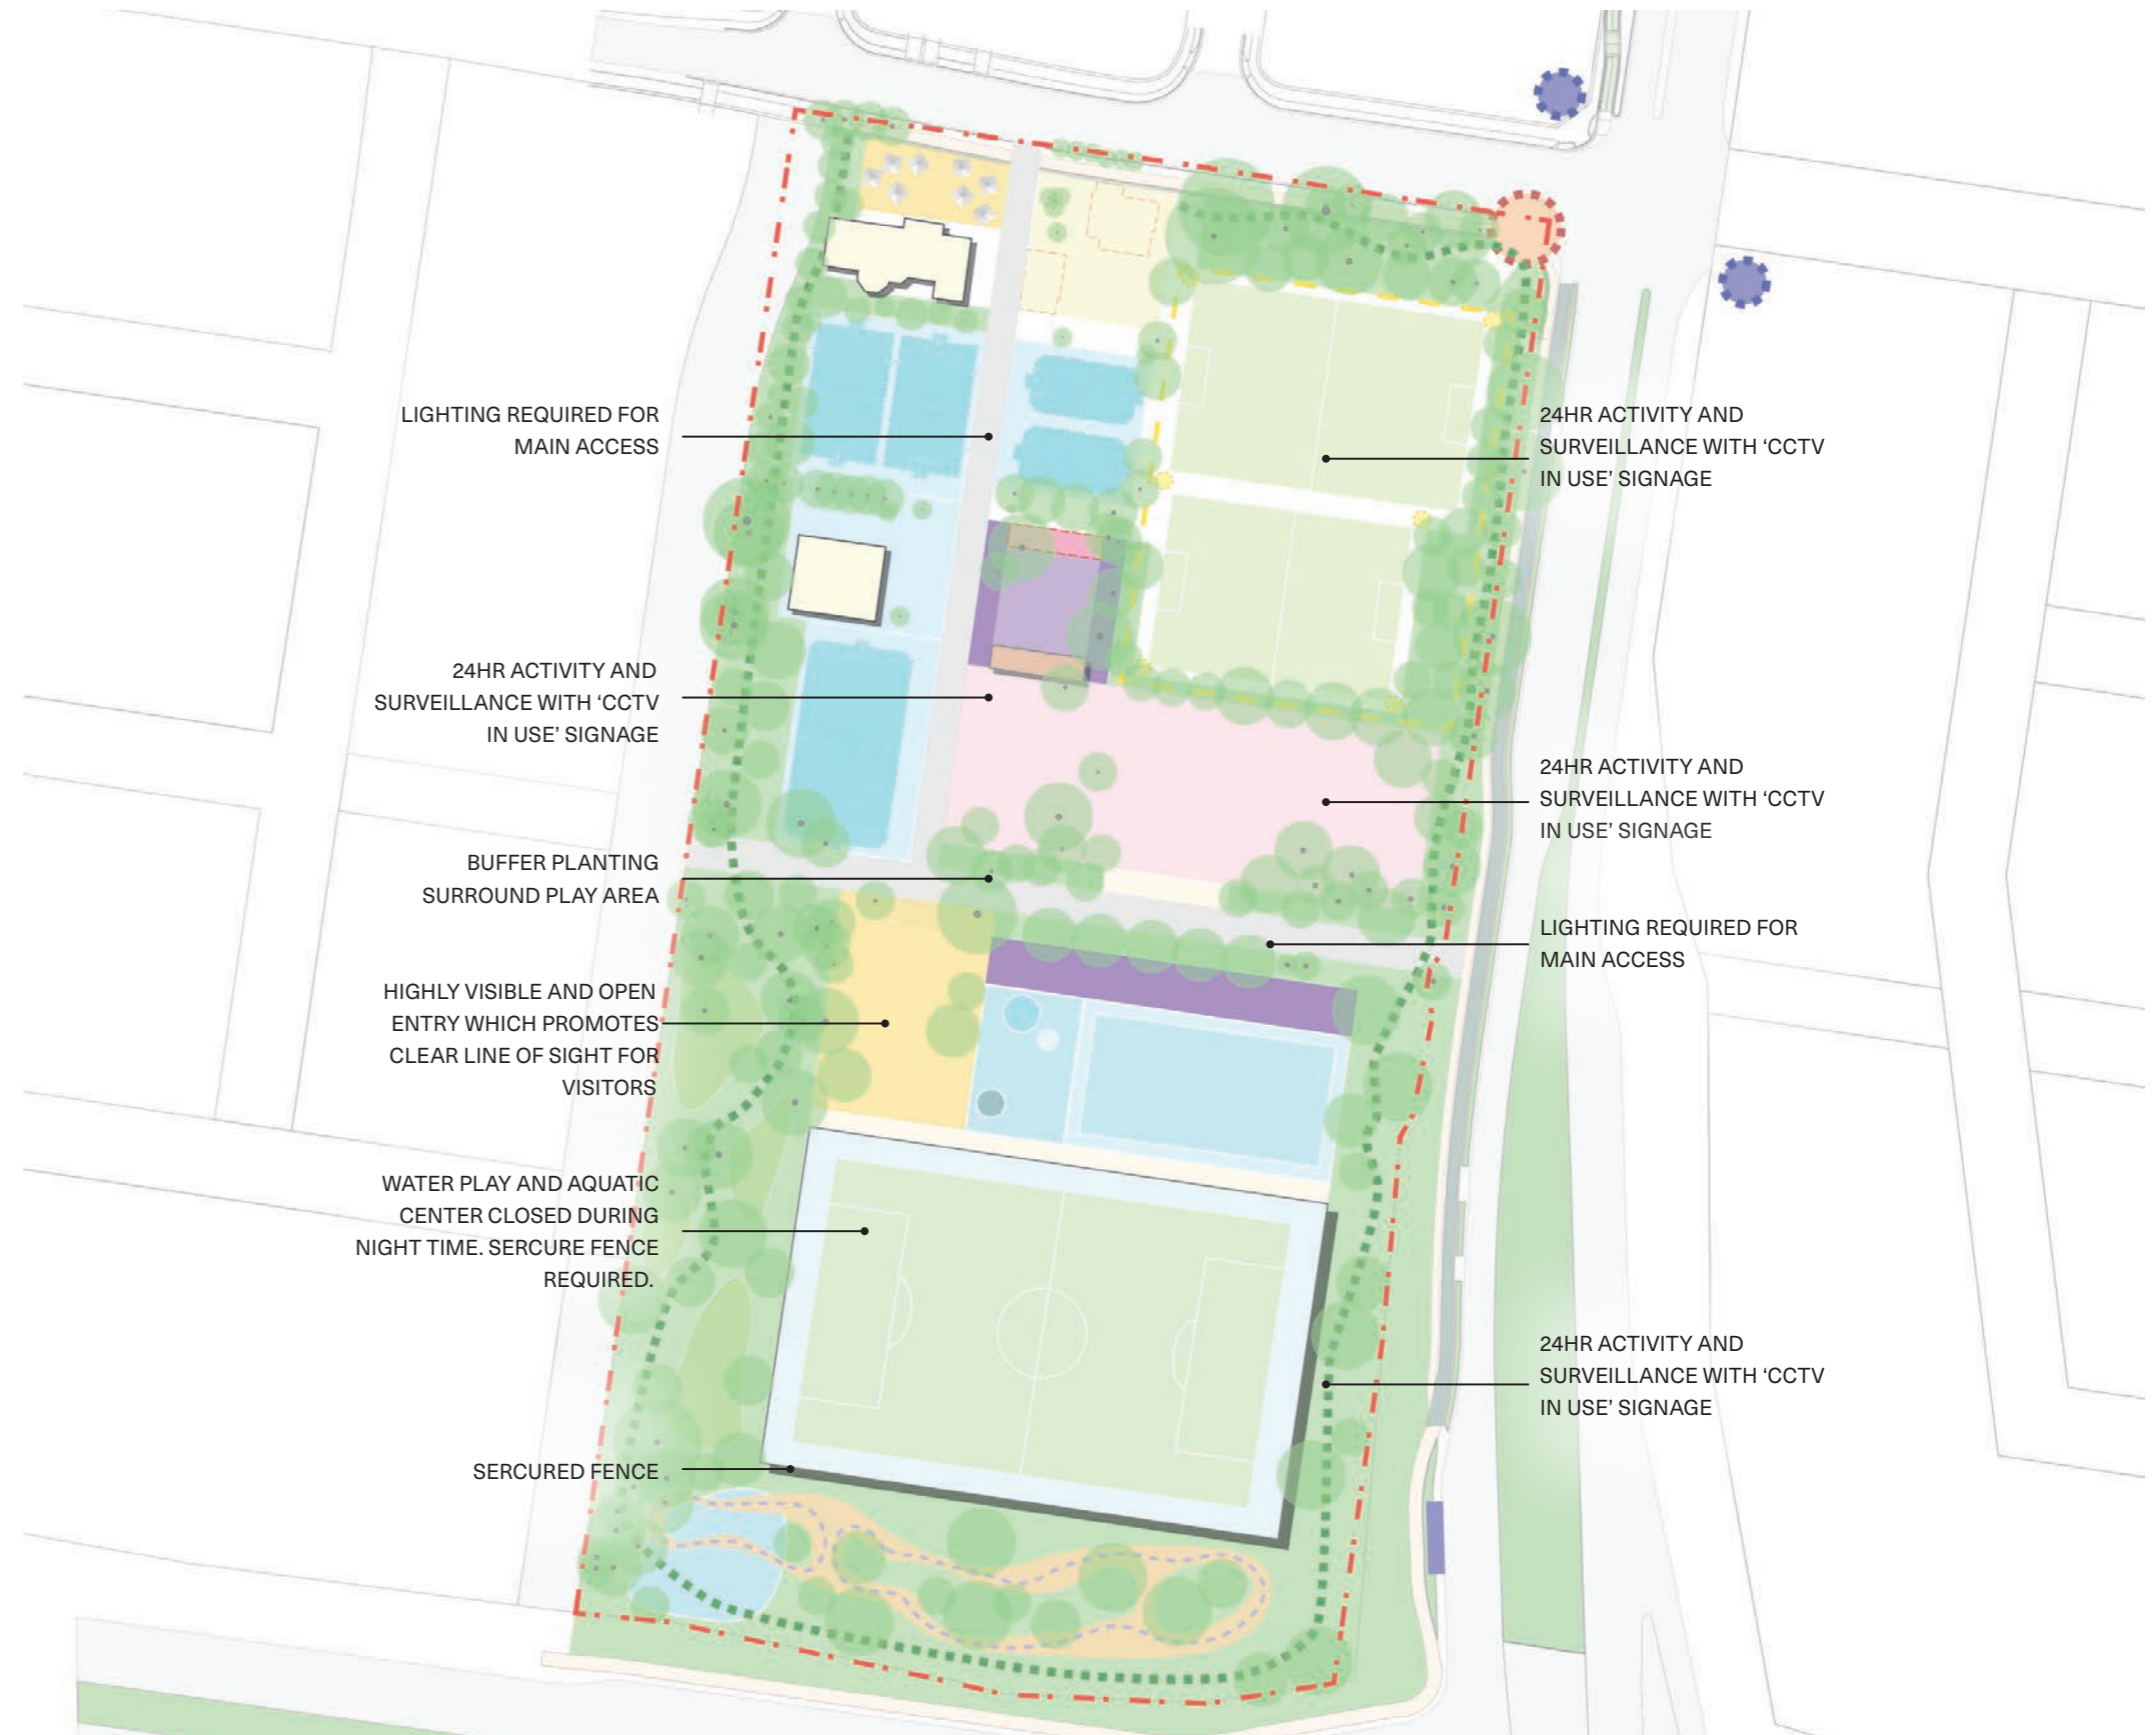 LIGHTING REQUIRED FOR
MAIN ACCESS
24HR ACTIVITY AND
SURVEILLANCE WITH ‘CCTV
IN USE’ SIGNAGE
BUFFER PLANTING
SURROUND PLAY AREA
HIGHLY VISIBLE AND OPEN
ENTRY WHICH PROMOTES
CLEAR LINE OF SIGHT FOR
VISITORS
WATER PLAY AND AQUATIC
CENTER CLOSED DURING
NIGHT TIME. SERCURE FENCE
REQUIRED.
SERCURED FENCE
24HR ACTIVITY AND
SURVEILLANCE WITH ‘CCTV
IN USE’ SIGNAGE
24HR ACTIVITY AND
SURVEILLANCE WITH ‘CCTV
IN USE’ SIGNAGE
LIGHTING REQUIRED FOR
MAIN ACCESS
24HR ACTIVITY AND
SURVEILLANCE WITH ‘CCTV
IN USE’ SIGNAGE